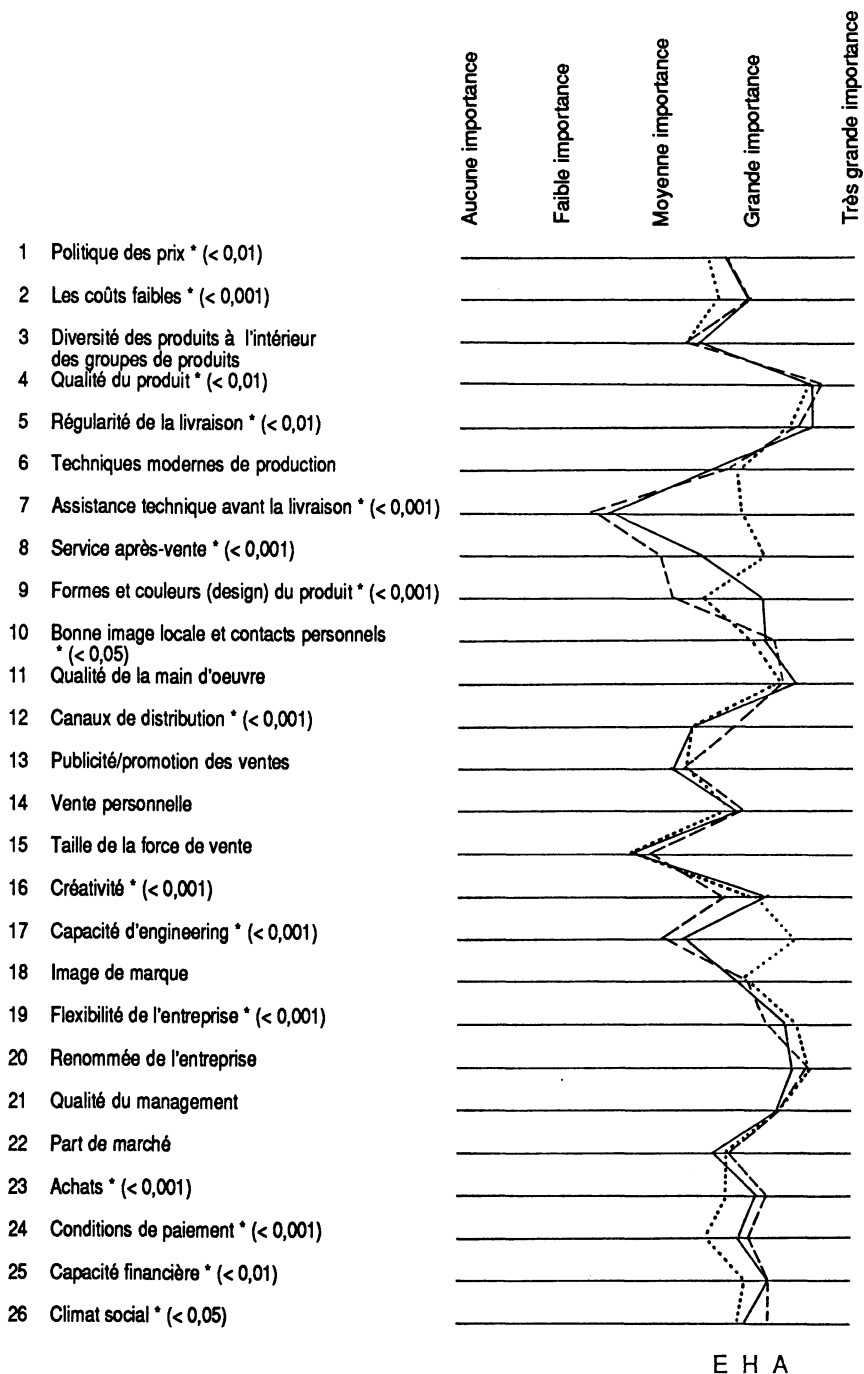 Aucune importance
Faible importance
Moyenne importance
Grande importance
Très grande importance
1 Politique des prix * (< 0,01)
2 Les coûts faibles * (< 0,001)
3 Diversité des produits à l'intérieur
des groupes de produits
4 Qualité du produit * (< 0,01)
5 Régularité de la livraison * (< 0,01)
6 Techniques modernes de production
7 Assistance technique avant la livraison * (< 0,001)
8 Service après-vente * (< 0,001)
9 Formes et couleurs (design) du produit * (< 0,001)
10 Bonne image locale et contacts personnels
* (< 0,05)
11 Qualité de la main d'oeuvre
12 Canaux de distribution * (< 0,001)
13 Publicité/promotion des ventes
14 Vente personnelle
15 Taille de la force de vente
16 Créativité * (< 0,001)
17 Capacité d'engineering * (< 0,001)
18 Image de marque
19 Flexibilité de l'entreprise * (< 0,001)
20 Renommée de l'entreprise
21 Qualité du management
22 Part de marché
23 Achats * (< 0,001)
24 Conditions de paiement * (< 0,001)
25 Capacité financière * (< 0,01)
26 Climat social * (< 0,05)
E H A